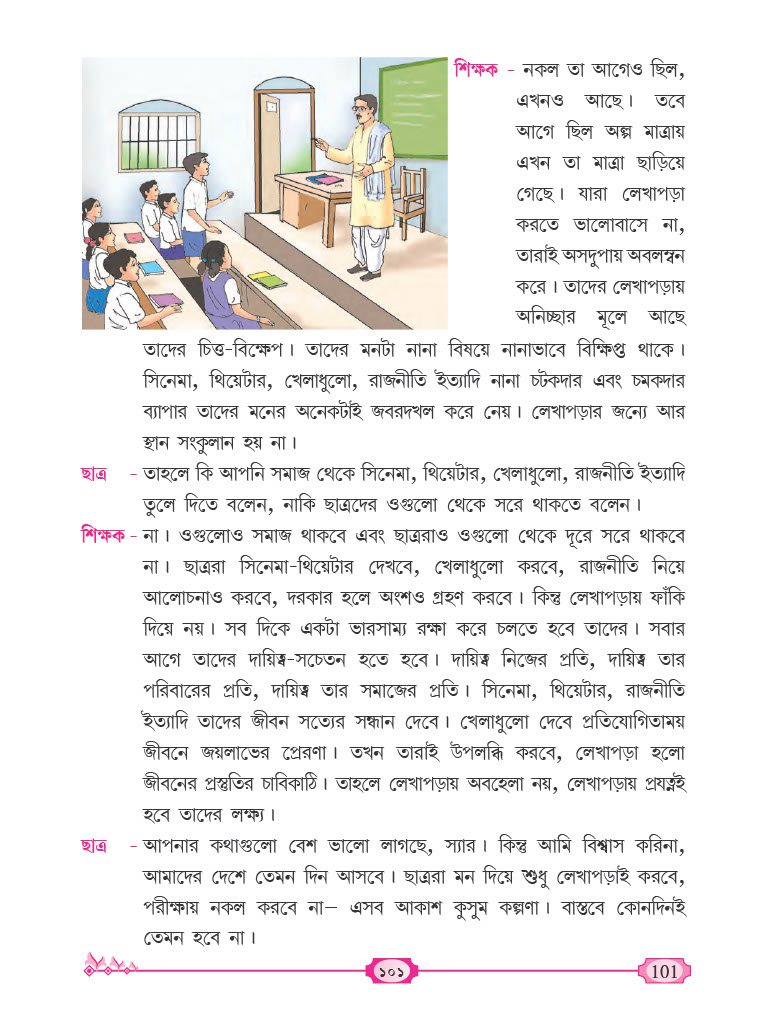 শিক্ষক - নকল তা আগেও ছিল,
এখনও আছে। তবে
আগে ছিল অল্প মাত্রায়
এখন তা মাত্রা ছাড়িয়ে
গেছে। যারা লেখাপড়া
করতে ভালোবাসে না,
তারাই অসদুপায় অবলম্বন
করে। তাদের লেখাপড়ায়
অনিচ্ছার মূলে আছে
তাদের চিত্ত-বিক্ষেপ। তাদের মনটা নানা বিষয়ে নানাভাবে বিক্ষিপ্ত থাকে।
সিনেমা, থিয়েটার, খেলাধুলো, রাজনীতি ইত্যাদি নানা চটকদার এবং চমকদার
ব্যাপার তাদের মনের অনেকটাই জবরদখল করে নেয়। লেখাপড়ার জন্যে আর
স্থান সংকুলান হয় না।
ছাত্র - তাহলে কি আপনি সমাজ থেকে সিনেমা, থিয়েটার, খেলাধুলো, রাজনীতি ইত্যাদি
তুলে দিতে বলেন, নাকি ছাত্রদের ওগুলো থেকে সরে থাকতে বলেন।
শিক্ষক - না। ওগুলোও সমাজ থাকবে এবং ছাত্ররাও ওগুলো থেকে দূরে সরে থাকবে
না। ছাত্ররা সিনেমা-থিয়েটার দেখবে, খেলাধুলো করবে, রাজনীতি নিয়ে
আলোচনাও করবে, দরকার হলে অংশও গ্রহণ করবে। কিন্তু লেখাপড়ায় ফাঁকি
দিয়ে নয়। সব দিকে একটা ভারসাম্য রক্ষা করে চলতে হবে তাদের। সবার
আগে তাদের দায়িত্ব-সচেতন হতে হবে। দায়িত্ব নিজের প্রতি, দায়িত্ব তার
পরিবারের প্রতি, দায়িত্ব তার সমাজের প্রতি। সিনেমা, থিয়েটার, রাজনীতি
ইত্যাদি তাদের জীবন সত্যের সন্ধান দেবে। খেলাধুলো দেবে প্রতিযোগিতাময়
জীবনে জয়লাভের প্রেরণা। তখন তারাই উপলব্ধি করবে, লেখাপড়া হলো
জীবনের প্রস্তুতির চাবিকাঠি। তাহলে লেখাপড়ায় অবহেলা নয়, লেখাপড়ায় প্রযত্নই
হবে তাদের লক্ষ্য।
ছাত্র - আপনার কথাগুলো বেশ ভালো লাগছে, স্যার। কিন্তু আমি বিশ্বাস করিনা,
আমাদের দেশে তেমন দিন আসবে। ছাত্ররা মন দিয়ে শুধু লেখাপড়াই করবে,
পরীক্ষায় নকল করবে না– এসব আকাশ কুসুম কল্পণা। বাস্তবে কোনদিনই
তেমন হবে না।
১০১ 101